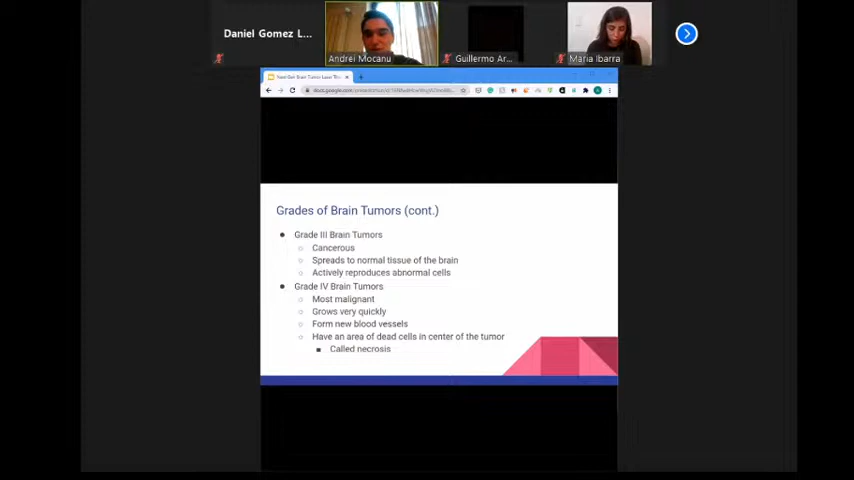 Daniel Gomez L...
Andrei Mocanu
Guillermo Ar...
Maria Ibarra
Grades of Brain Tumors (cont.)
Grade III Brain Tumors
Cancerous
Spreads to normal tissue of the brain
Actively reproduces abnormal cells
Grade IV Brain Tumors
Most malignant
Grows very quickly
Form new blood vessels
Have an area of dead cells in center of the tumor
Called necrosis